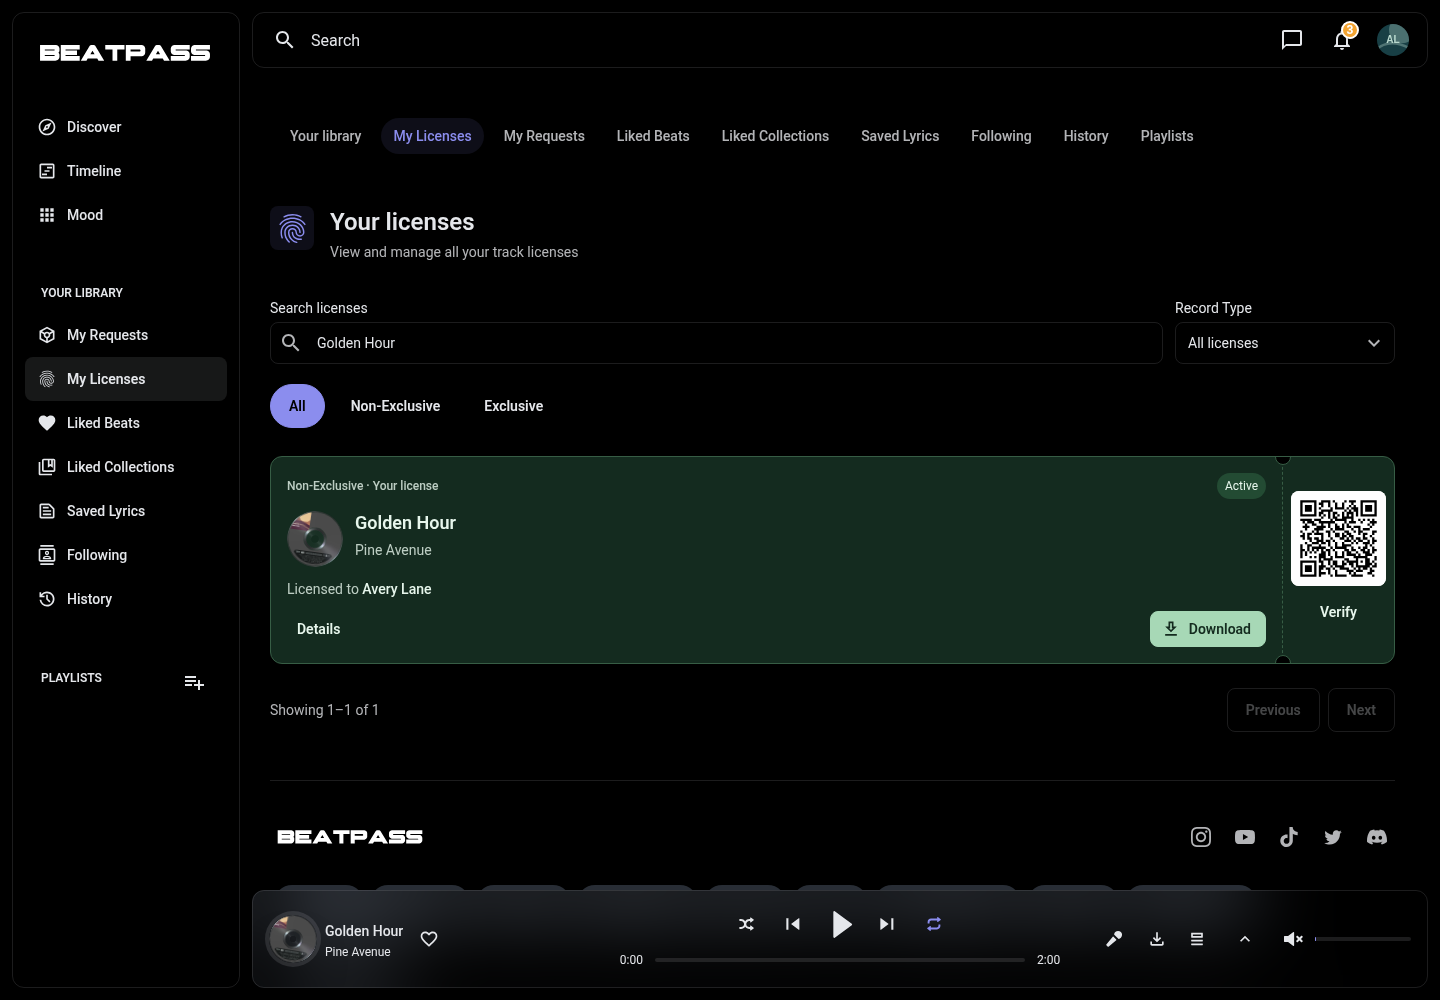 BEATPASS
Search
3
AL
Discover
Timeline
Mood
YOUR LIBRARY
My Requests
My Licenses
Liked Beats
Liked Collections
Saved Lyrics
Following
History
PLAYLISTS
Your library
My Licenses
My Requests
Liked Beats
Liked Collections
Saved Lyrics
Following
History
Playlists
Your licenses
View and manage all your track licenses
Search licenses
Golden Hour
Record Type
All licenses
All
Non-Exclusive
Exclusive
Non-Exclusive · Your license
Active
Golden Hour
Pine Avenue
Licensed to Avery Lane
Details
Download
Verify
Showing 1–1 of 1
Previous
Next
BEATPASS
Golden Hour
Pine Avenue
0:00
2:00